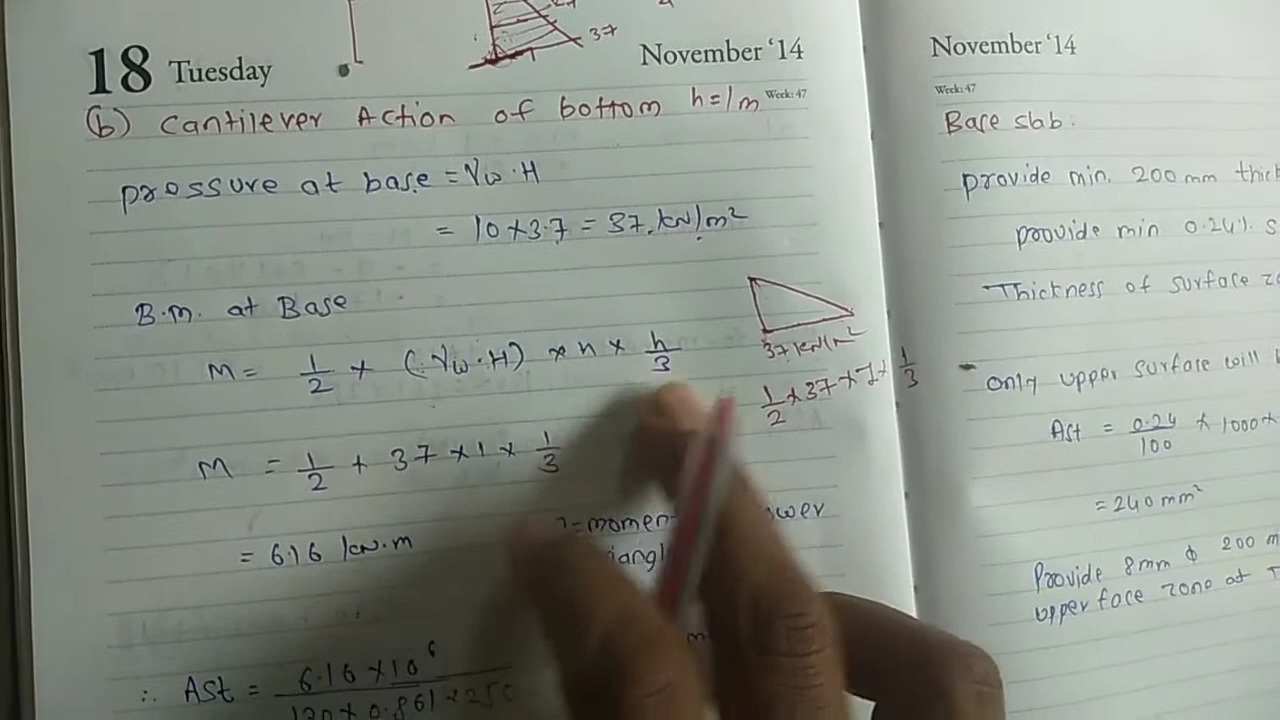 37
18 Tuesday
November '14
Week: 47
(b) Cantilever Action of bottom h=1m
pressure at base = γω·H
= 10×3.7 = 37 kN/m²
B.M. at Base
M = 1/2 × (γω·H) × h × h/3
37 kN/m²
1/2 × 37 × 1 × 1/3
M = 1/2 + 37 × 1 × 1/3
= 6.16 kN·m
∴ Ast = 6.16 × 10⁶
November '14
Week: 47
Base slab:
provide min. 200 mm thick
provide min 0.24%
Thickness of surface
only upper surface will
Ast = 0.24/100 × 1000 ×
= 240 mm²
Provide 8mm ϕ 200
upper face zone at